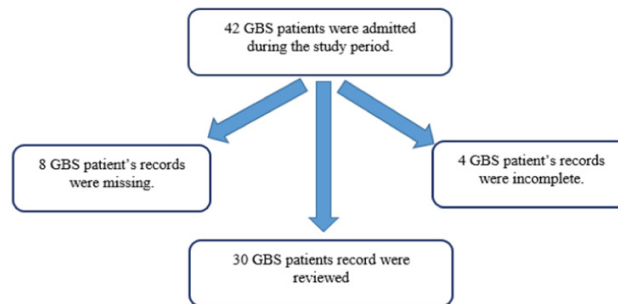 42 GBS patients were admitted
during the study period.
8 GBS patient’s records
were missing.
4 GBS patient’s records
were incomplete.
30 GBS patients record were
reviewed